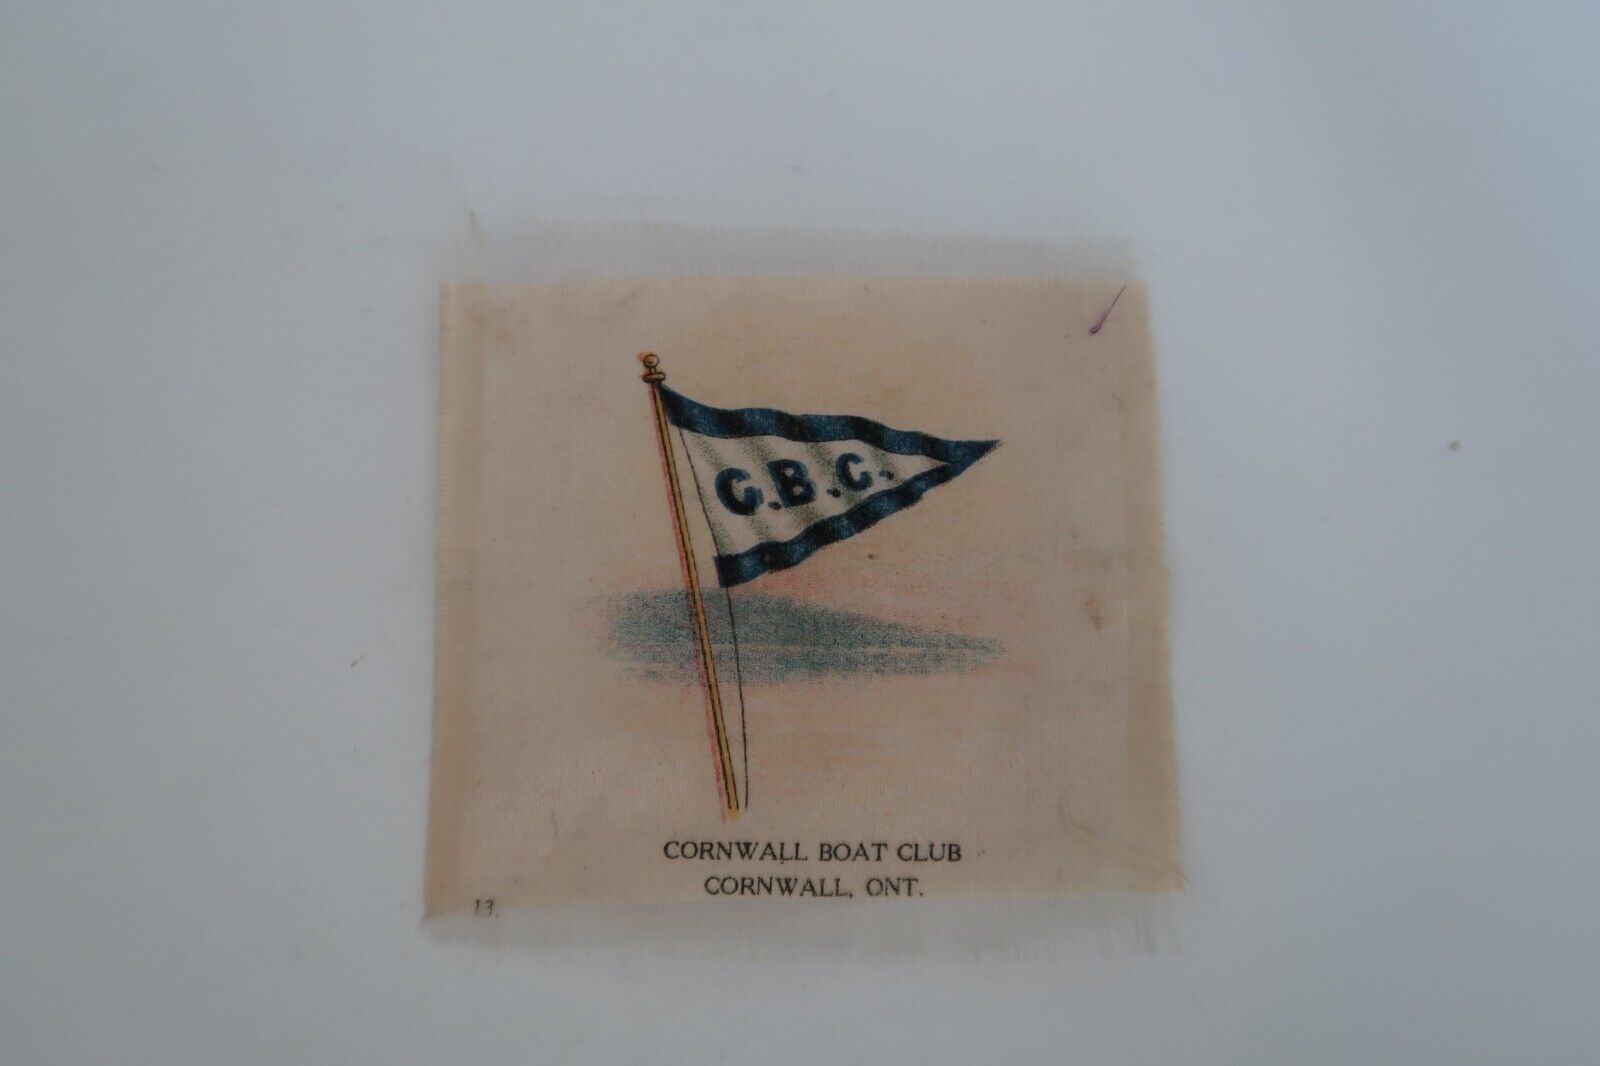 C.B.C.
CORNWALL BOAT CLUB
CORNWALL, ONT.
13.